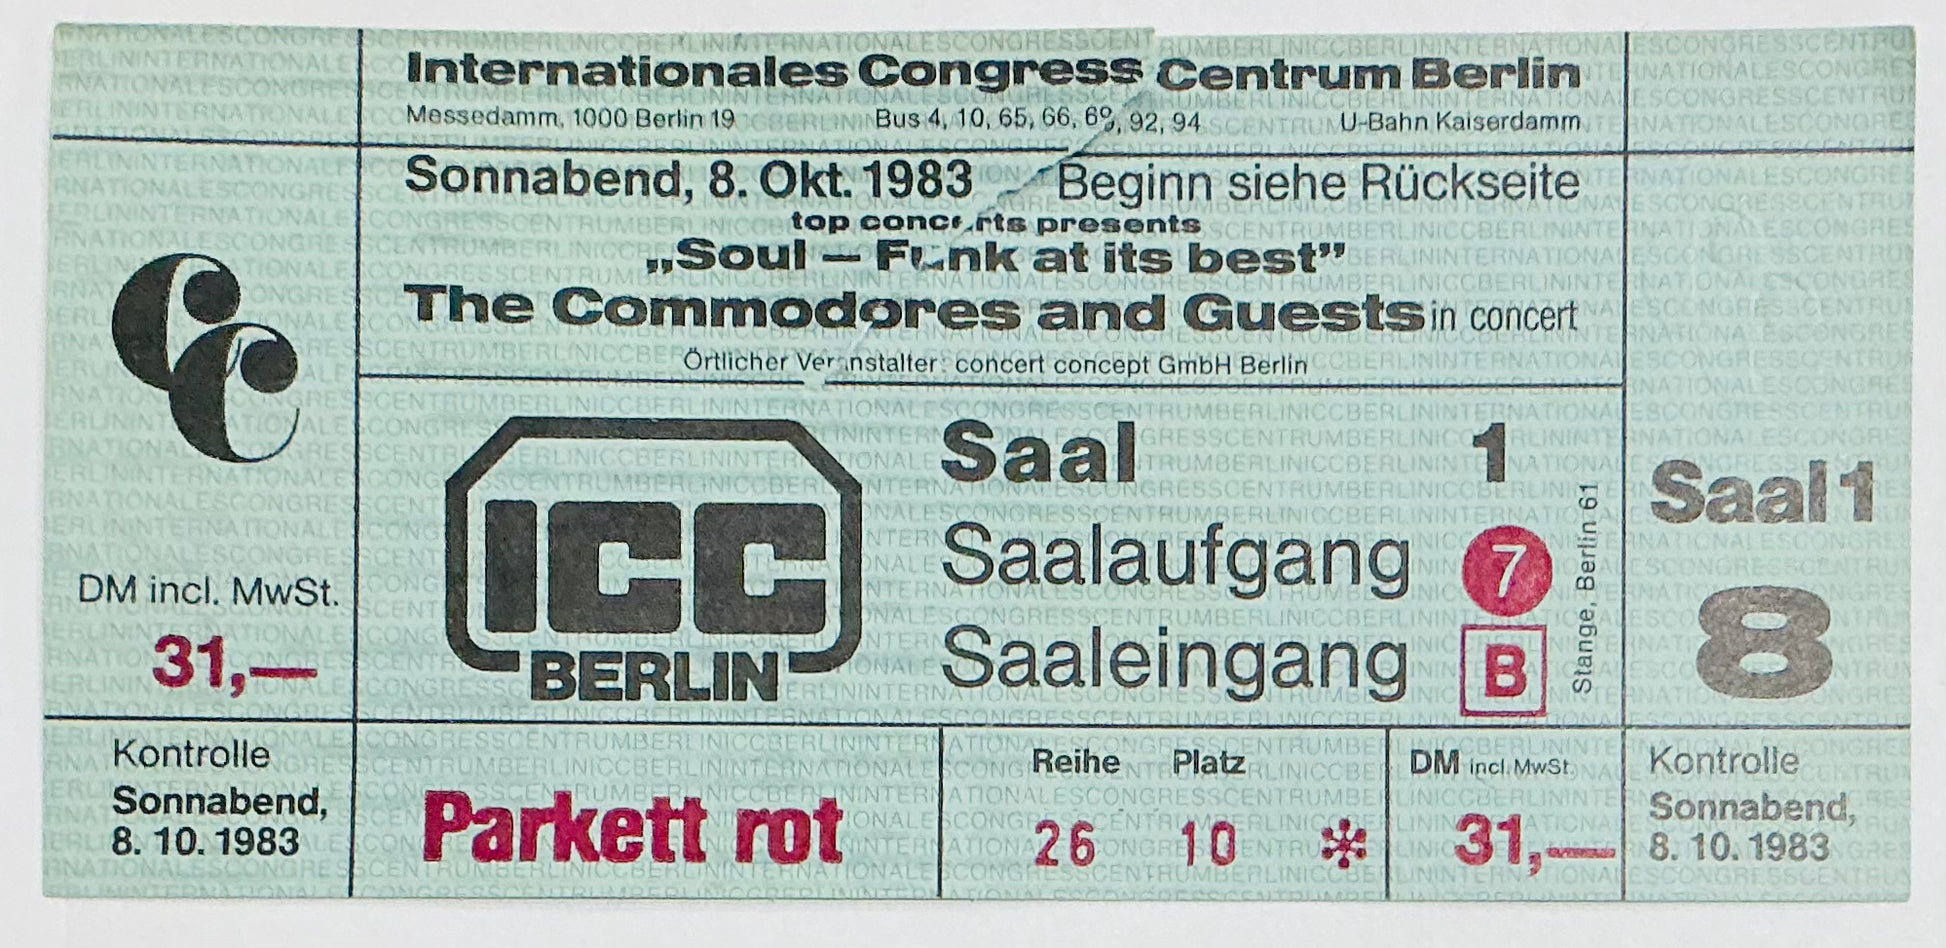 Internationales Congress Centrum Berlin
Messedamm, 1000 Berlin 19 Bus 4, 10, 65, 66, 69, 92, 94 U-Bahn Kaiserdamm
Sonnabend, 8. Okt. 1983 Beginn siehe Rückseite
top concerts presents
„Soul – Funk at its best”
The Commodores and Guests in concert
Örtlicher Veranstalter: concert concept GmbH Berlin
cc
DM incl. MwSt.
31,—
ICC
BERLIN
Saal 1
Saalaufgang 7
Saaleingang B
Stange, Berlin 61
Saal 1
8
Kontrolle
Sonnabend,
8. 10. 1983
Parkett rot
Reihe Platz
26 10 *
DM incl. MwSt.
31,—
Kontrolle
Sonnabend,
8. 10. 1983